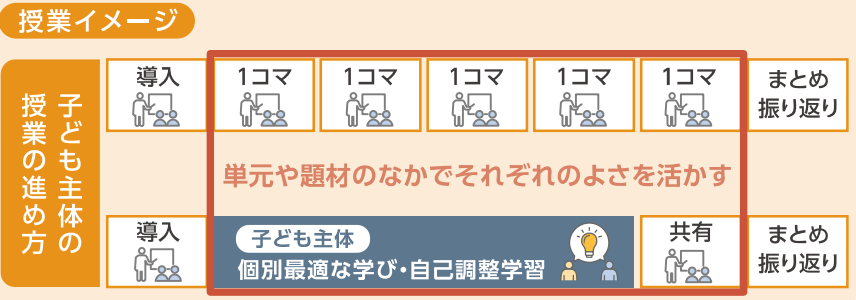 授業イメージ
子ども主体の
授業の進め方
導入
1コマ
1コマ
1コマ
1コマ
1コマ
まとめ
振り返り
単元や題材のなかでそれぞれのよさを活かす
導入
子ども主体
個別最適な学び・自己調整学習
共有
まとめ
振り返り